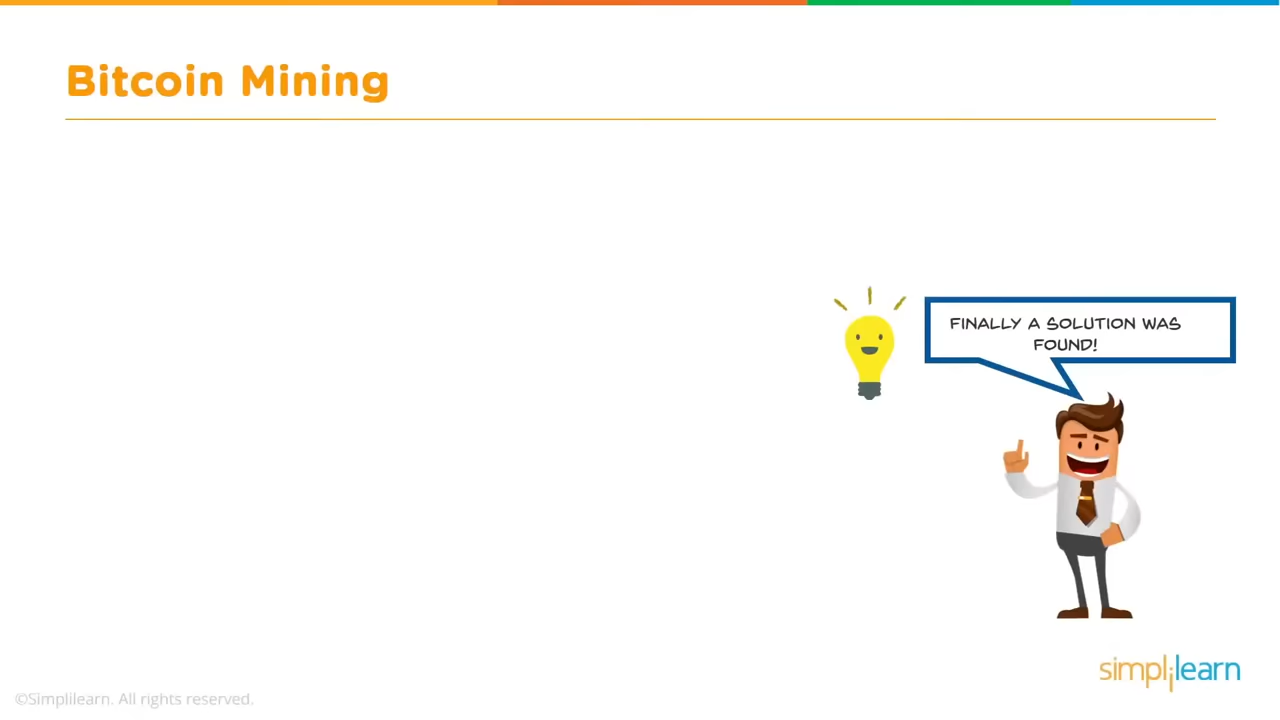 Bitcoin Mining
FINALLY A SOLUTION WAS
FOUND!
simplilearn
©Simplilearn. All rights reserved.